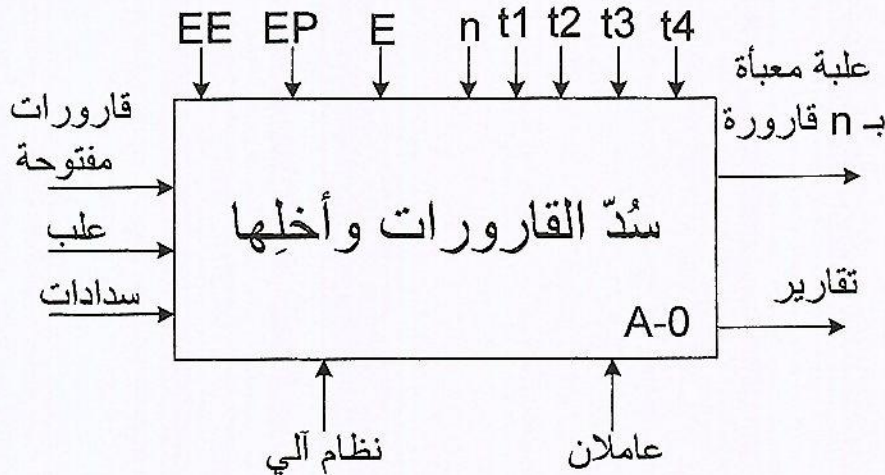 EE EP E n t1 t2 t3 t4
علبة معبأة
بـ n قارورة
قارورات
مفتوحة
علب
سدادات
سُدّ القارورات وأخلِها
A-0
تقارير
نظام آلي
عاملان